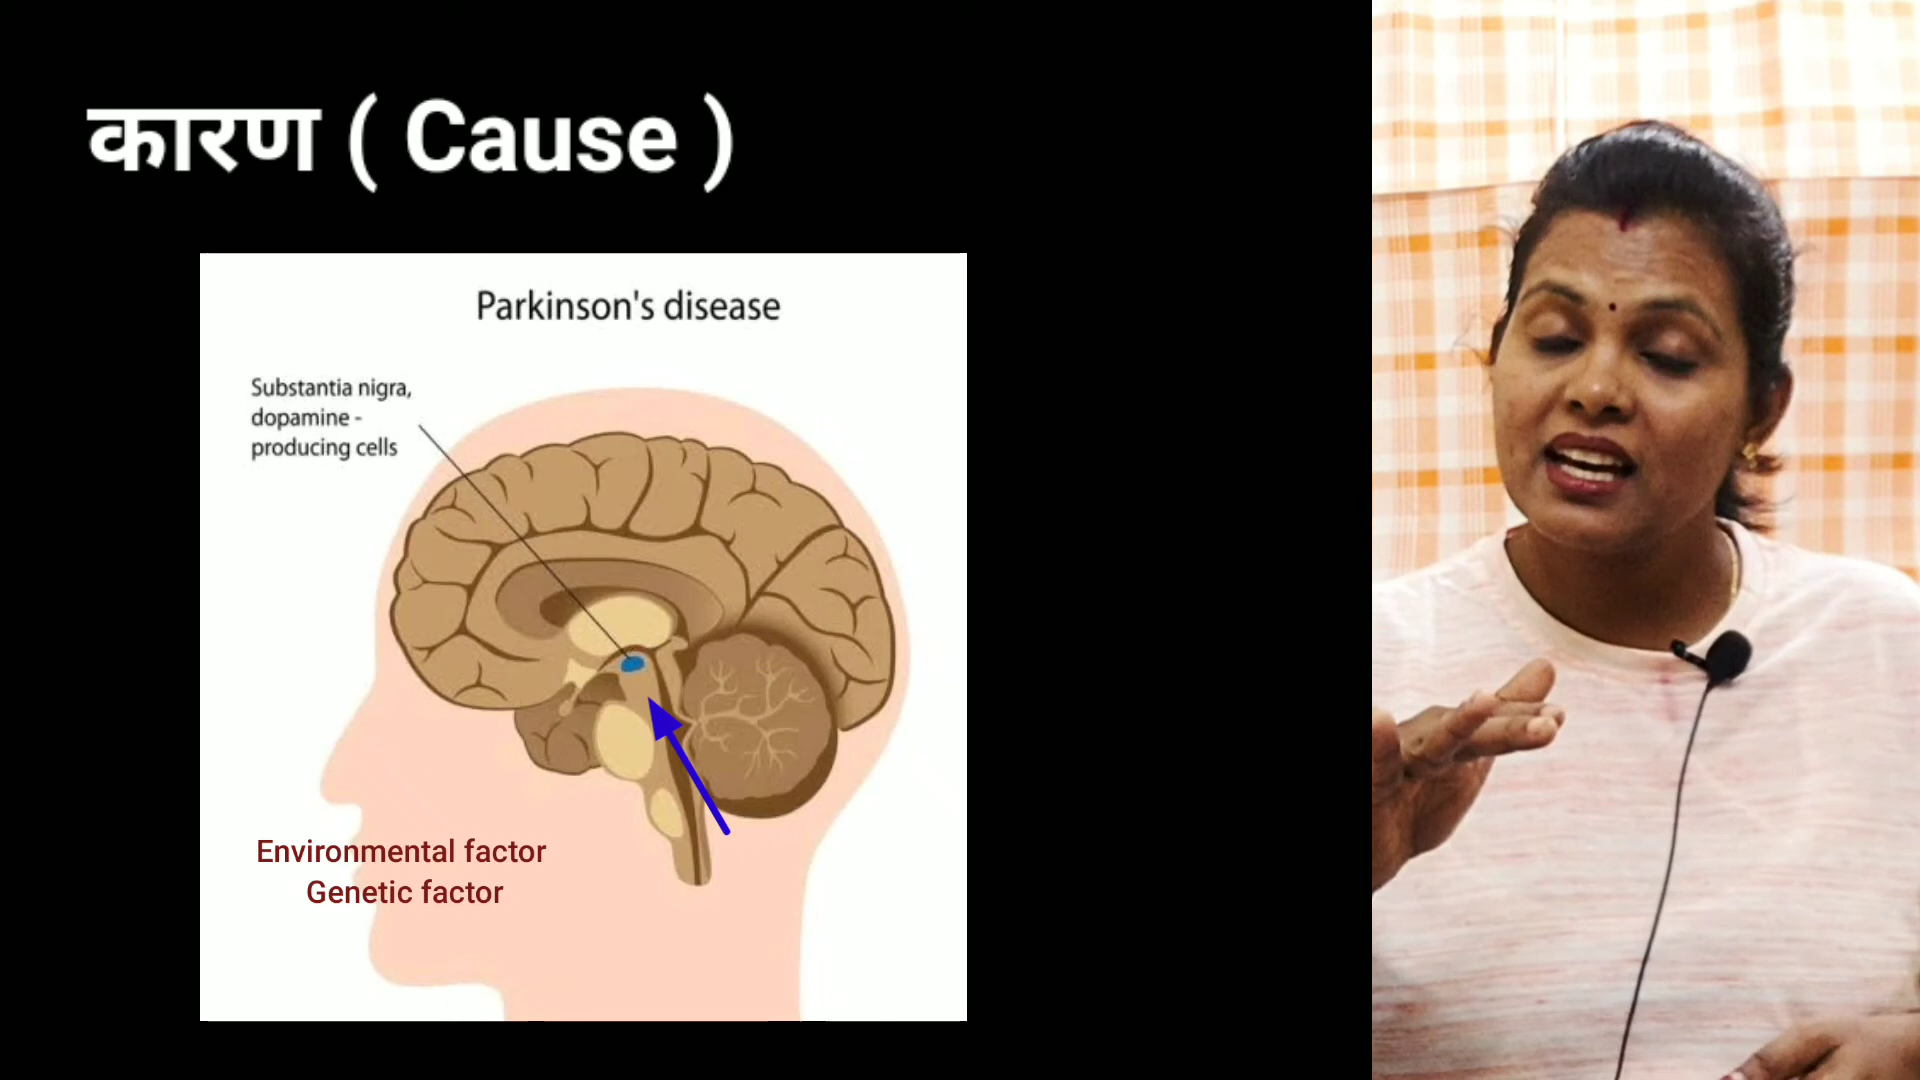 कारण ( Cause )
Parkinson's disease
Substantia nigra,
dopamine -
producing cells
Environmental factor
Genetic factor